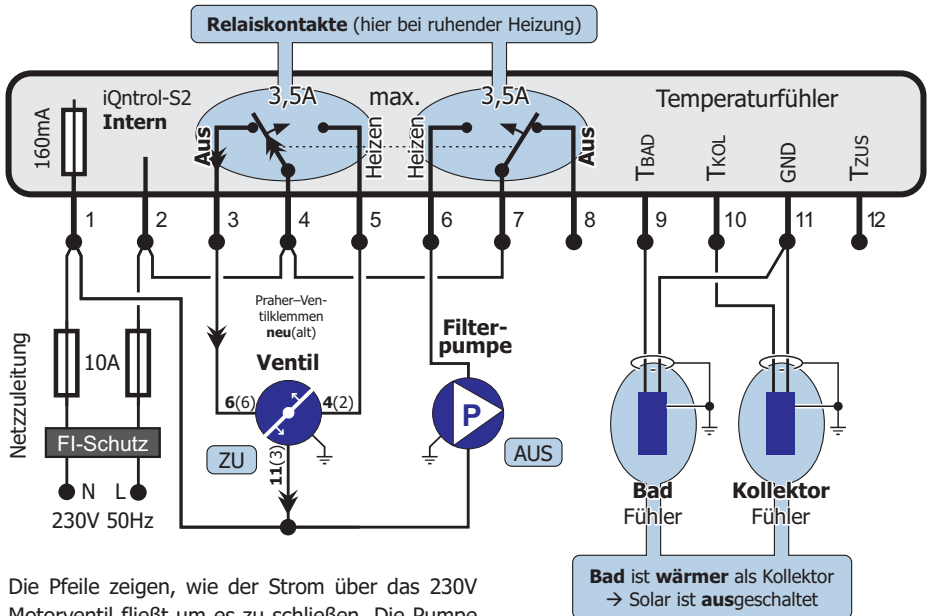 Relaiskontakte (hier bei ruhender Heizung)
iQntrol-S2
Intern
3,5A
max.
3,5A
Temperaturfühler
160mA
Aus
Heizen
Heizen
Aus
TBAD
TKOL
GND
TZUS
1
2
3
4
5
6
7
8
9
10
11
12
Praher–Ven-
tilklemmen
neu(alt)
Ventil
Filter-
pumpe
Netzzuleitung
10A
6(6)
4(2)
P
FI-Schutz
ZU
11(3)
AUS
N
L
230V 50Hz
Bad
Fühler
Kollektor
Fühler
Bad ist wärmer als Kollektor
→ Solar ist ausgeschaltet
Die Pfeile zeigen, wie der Strom über das 230V
Motorventil fließt um es zu schließen. Die Pumpe